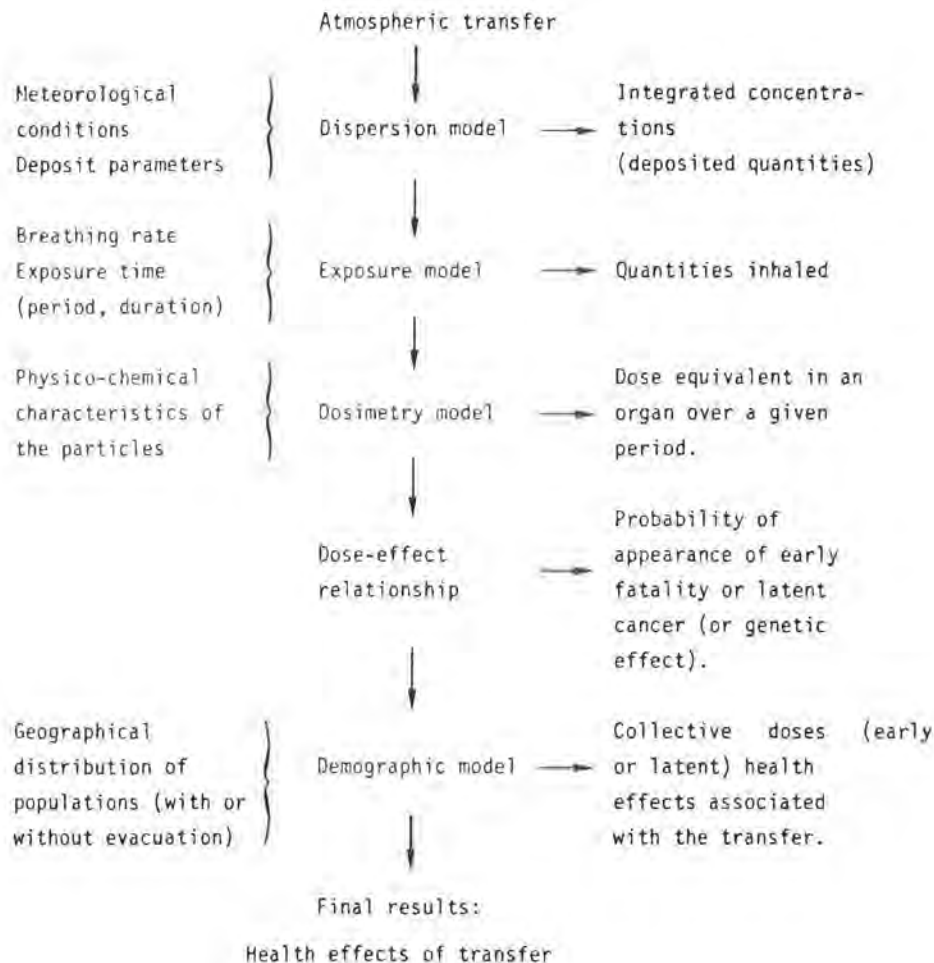 Atmospheric transfer
Meteorological
conditions
Deposit parameters
Dispersion model
Integrated concentra-
tions
(deposited quantities)
Breathing rate
Exposure time
(period, duration)
Exposure model
Quantities inhaled
Physico-chemical
characteristics of
the particles
Dosimetry model
Dose equivalent in an
organ over a given
period.
Dose-effect
relationship
Probability of
appearance of early
fatality or latent
cancer (or genetic
effect).
Geographical
distribution of
populations (with or
without evacuation)
Demographic model
Collective doses (early
or latent) health
effects associated
with the transfer.
Final results:
Health effects of transfer